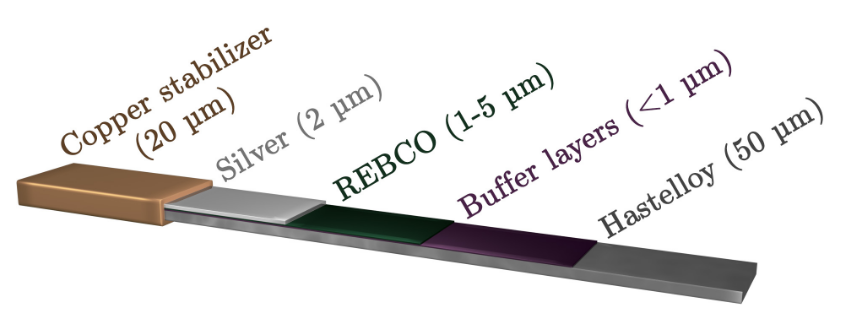 Copper stabilizer
(20 µm)
Silver (2 µm)
REBCO (1-5 µm)
Buffer layers (<1 µm)
Hastelloy (50 µm)